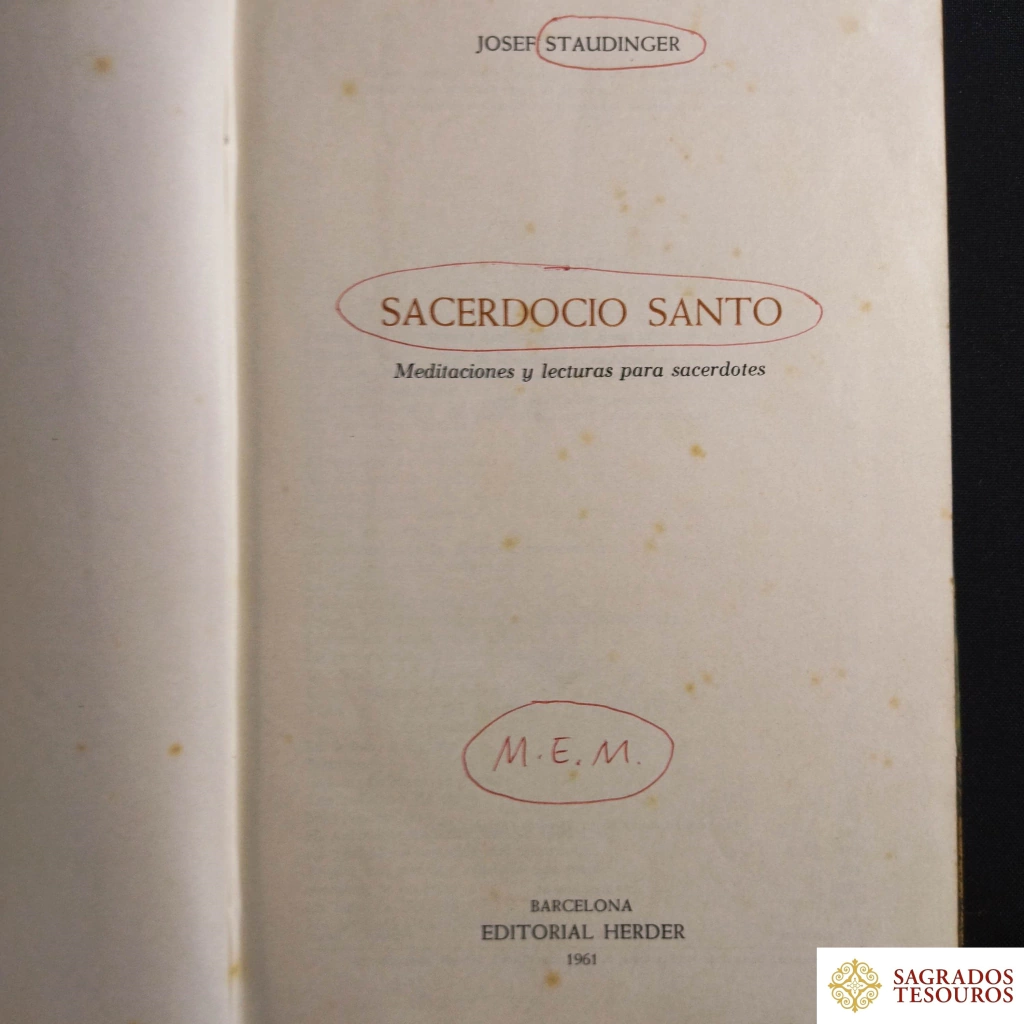 JOSEF STAUDINGER
SACERDOCIO SANTO
Meditaciones y lecturas para sacerdotes
M. E. M.
BARCELONA
EDITORIAL HERDER
1961
SAGRADOS
TESOUROS